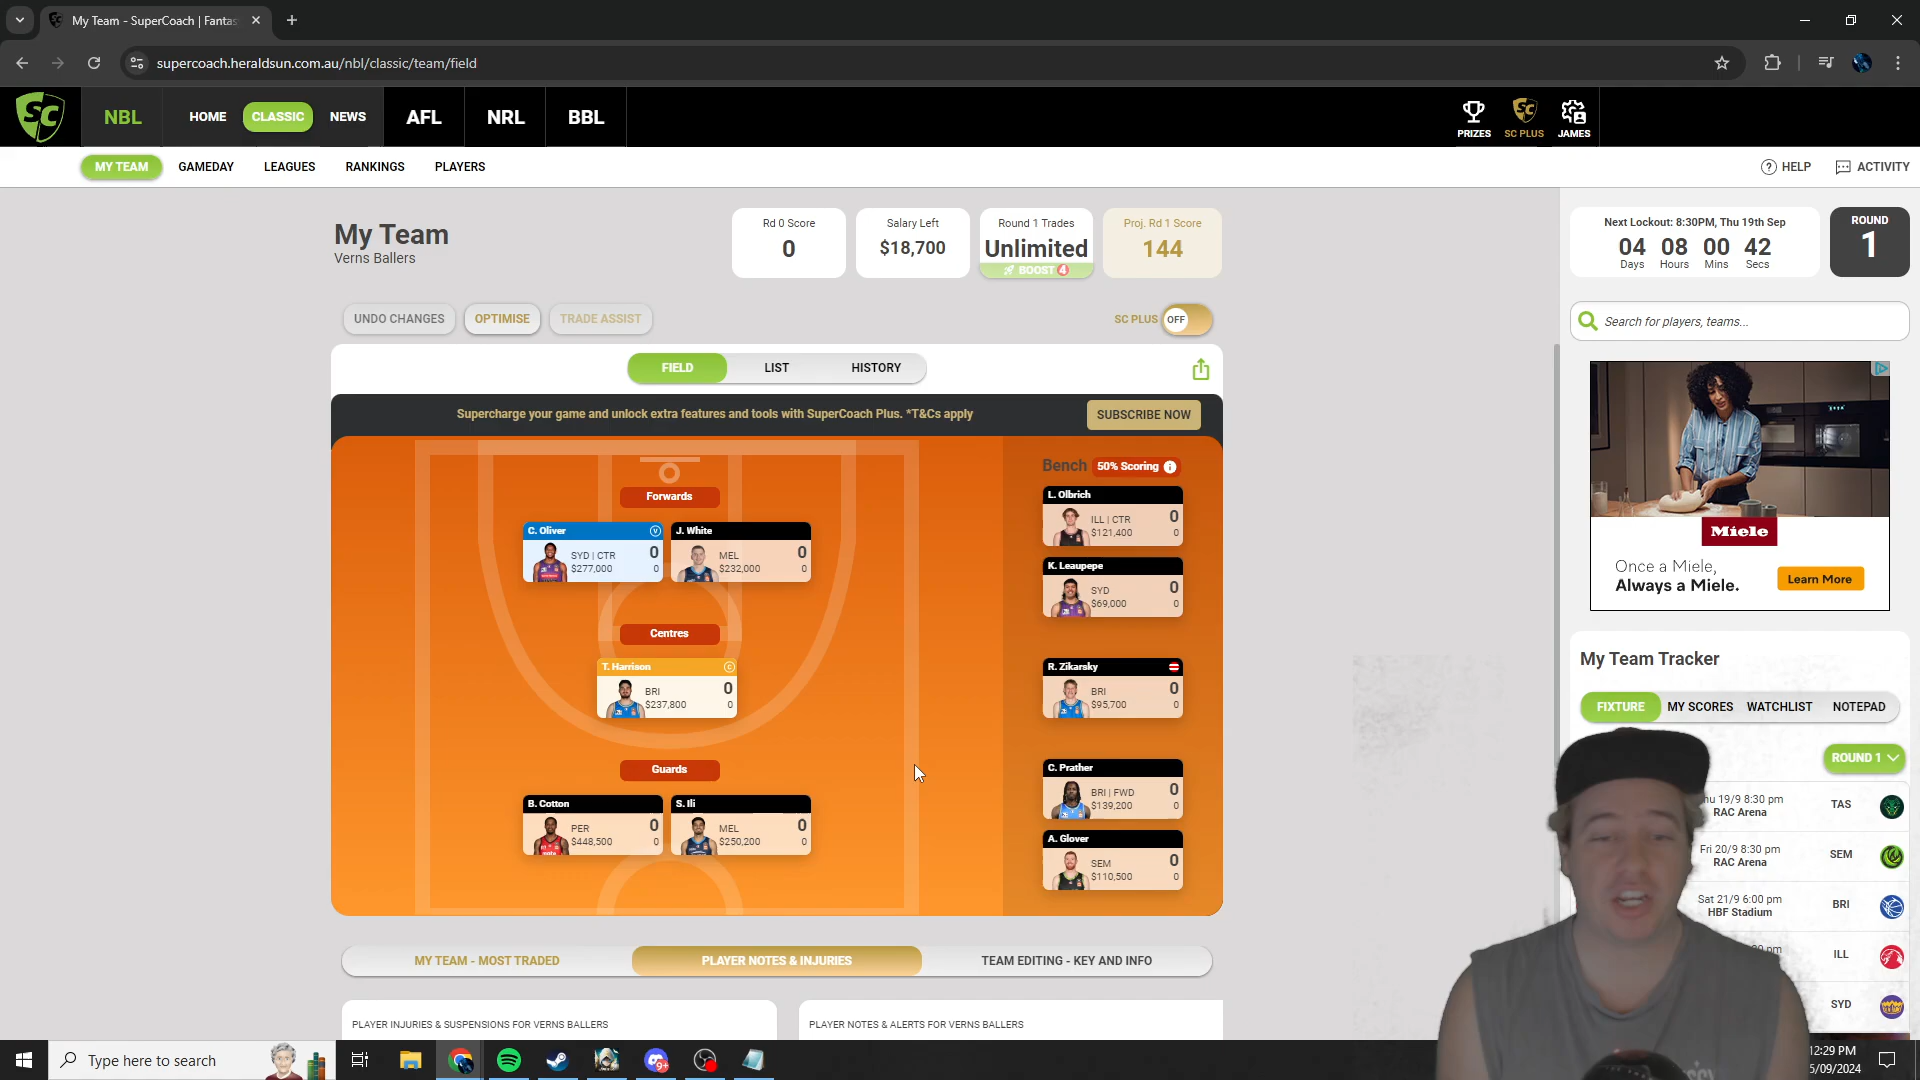 My Team - SuperCoach | Fantas
supercoach.heraldsun.com.au/nbl/classic/team/field
SC
NBL
HOME
CLASSIC
NEWS
AFL
NRL
BBL
PRIZES
SC PLUS
JAMES
MY TEAM
GAMEDAY
LEAGUES
RANKINGS
PLAYERS
HELP
ACTIVITY
My Team
Verns Ballers
Rd 0 Score
0
Salary Left
$18,700
Round 1 Trades
Unlimited
BOOST 4
Proj. Rd 1 Score
144
Next Lockout: 8:30PM, Thu 19th Sep
04 08 00 42
Days Hours Mins Secs
ROUND
1
UNDO CHANGES
OPTIMISE
TRADE ASSIST
SC PLUS OFF
Search for players, teams...
FIELD
LIST
HISTORY
Supercharge your game and unlock extra features and tools with SuperCoach Plus. *T&Cs apply
SUBSCRIBE NOW
Forwards
C. Oliver V
SYD | CTR 0
$277,000 0
J. White
MEL 0
$232,000 0
Centres
T. Harrison C
BRI 0
$237,800 0
Guards
B. Cotton
PER 0
$448,500 0
S. Ili
MEL 0
$250,200 0
Bench 50% Scoring i
L. Olbrich
ILL | CTR 0
$121,400 0
K. Leaupepe
SYD 0
$69,000 0
R. Zikarsky
BRI 0
$95,700 0
C. Prather
BRI | FWD 0
$139,200 0
A. Glover
SEM 0
$110,500 0
Miele
Once a Miele,
Always a Miele.
Learn More
My Team Tracker
FIXTURE
MY SCORES
WATCHLIST
NOTEPAD
ROUND 1
hu 19/9 8:30 pm
RAC Arena
TAS
Fri 20/9 8:30 pm
RAC Arena
SEM
Sat 21/9 6:00 pm
HBF Stadium
BRI
pm
ILL
SYD
MY TEAM - MOST TRADED
PLAYER NOTES & INJURIES
TEAM EDITING - KEY AND INFO
PLAYER INJURIES & SUSPENSIONS FOR VERNS BALLERS
PLAYER NOTES & ALERTS FOR VERNS BALLERS
Type here to search
9+
12:29 PM
5/09/2024